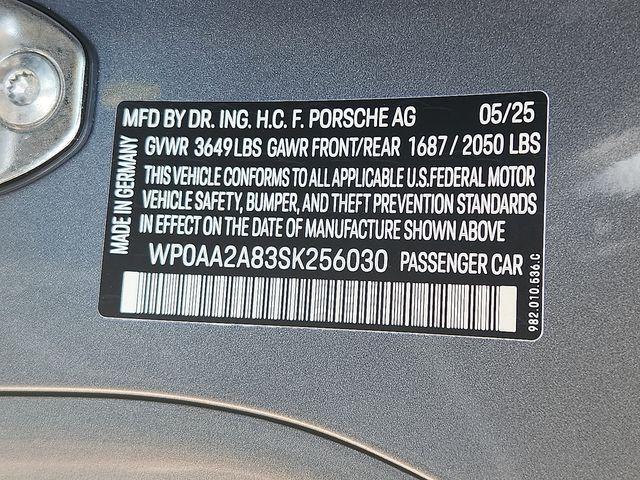 MFD BY DR. ING. H.C. F. PORSCHE AG 05/25
GVWR 3649LBS GAWR FRONT/REAR 1687 / 2050 LBS
THIS VEHICLE CONFORMS TO ALL APPLICABLE U.S.FEDERAL MOTOR
VEHICLE SAFETY, BUMPER, AND THEFT PREVENTION STANDARDS
IN EFFECT ON THE DATE OF MANUFACTURE SHOWN ABOVE
WP0AA2A83SK256030 PASSENGER CAR
MADE IN GERMANY
982.010.536.C